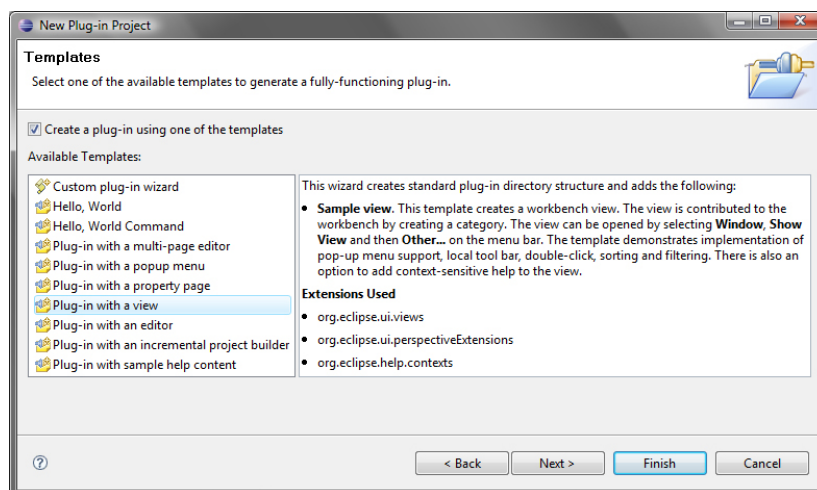 New Plug-in Project
Templates
Select one of the available templates to generate a fully-functioning plug-in.
Create a plug-in using one of the templates
Available Templates:
Custom plug-in wizard
Hello, World
Hello, World Command
Plug-in with a multi-page editor
Plug-in with a popup menu
Plug-in with a property page
Plug-in with a view
Plug-in with an editor
Plug-in with an incremental project builder
Plug-in with sample help content
This wizard creates standard plug-in directory structure and adds the following:
• Sample view. This template creates a workbench view. The view is contributed to the
workbench by creating a category. The view can be opened by selecting Window, Show
View and then Other... on the menu bar. The template demonstrates implementation of
pop-up menu support, local tool bar, double-click, sorting and filtering. There is also an
option to add context-sensitive help to the view.
Extensions Used
• org.eclipse.ui.views
• org.eclipse.ui.perspectiveExtensions
• org.eclipse.help.contexts
?
< Back
Next >
Finish
Cancel